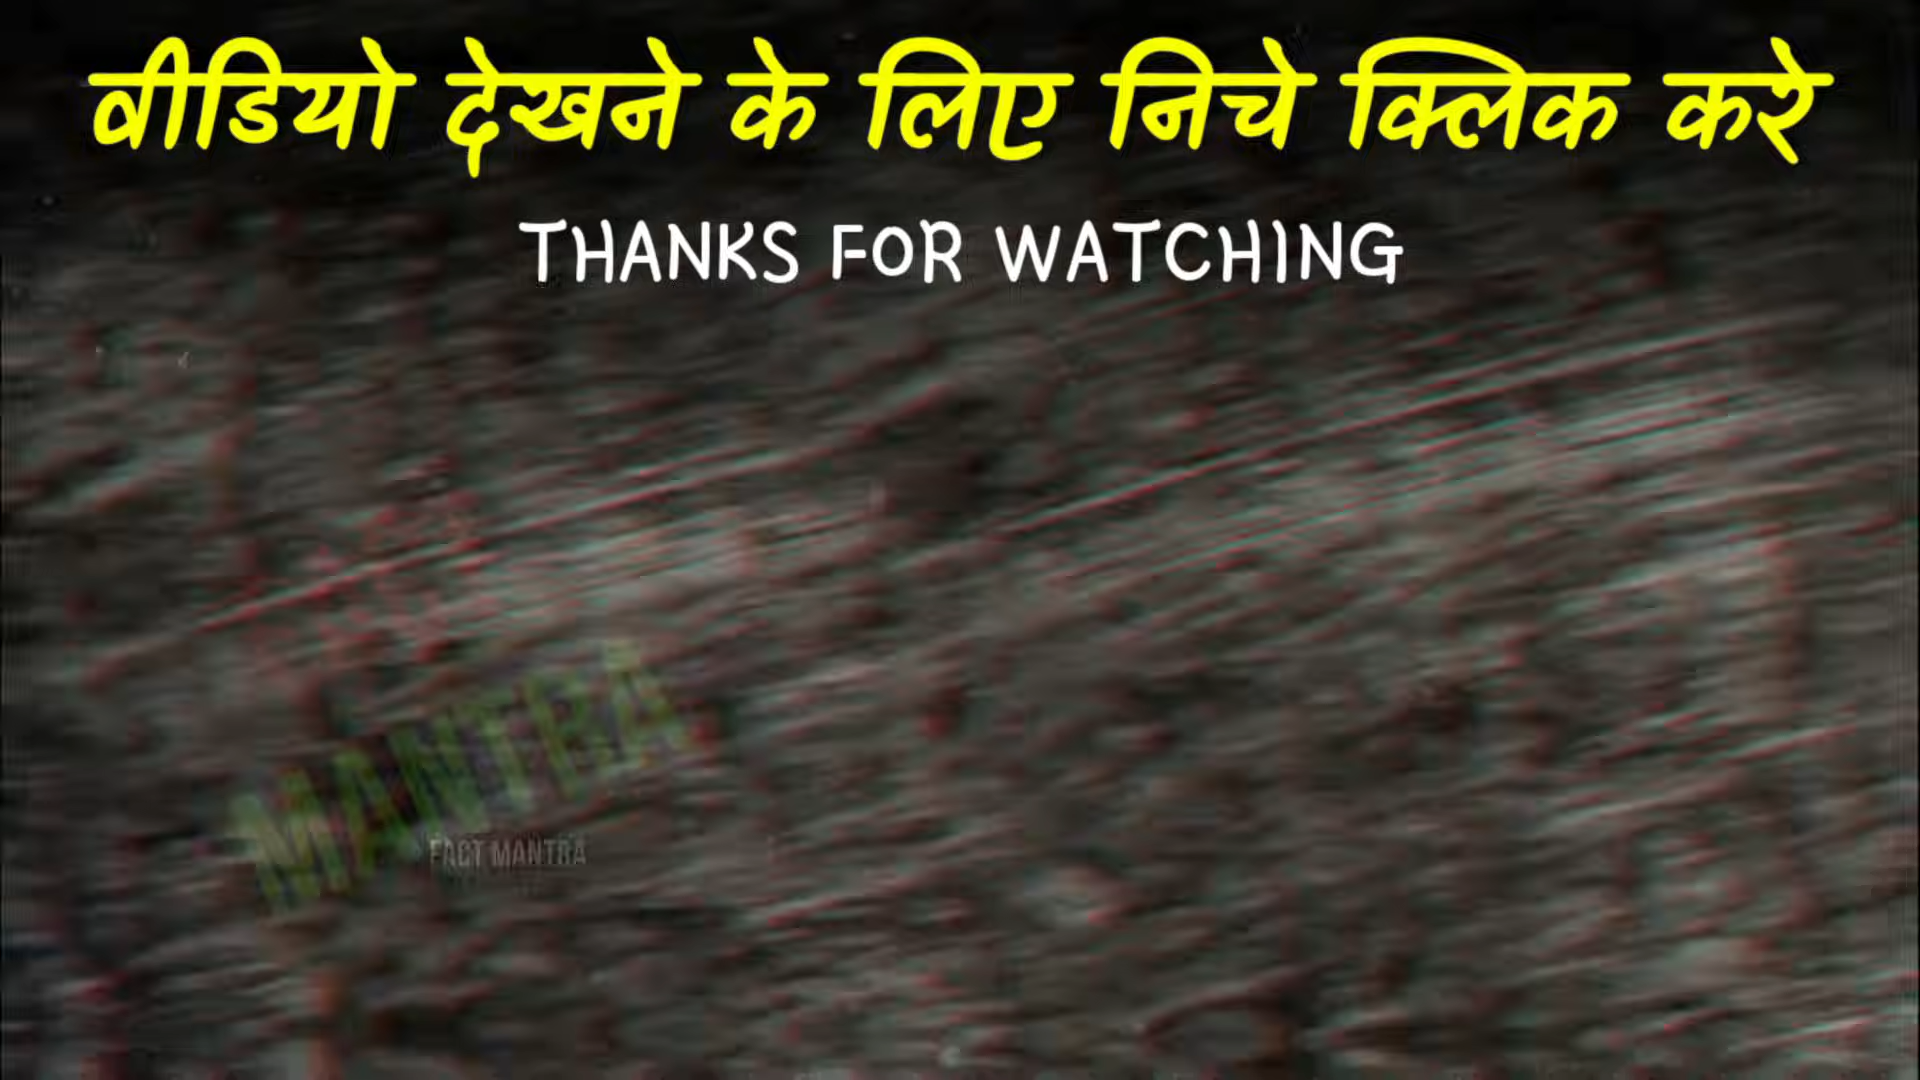 वीडियो देखने के लिए निचे क्लिक करे
THANKS FOR WATCHING
MANTRA
FACT MANTRA